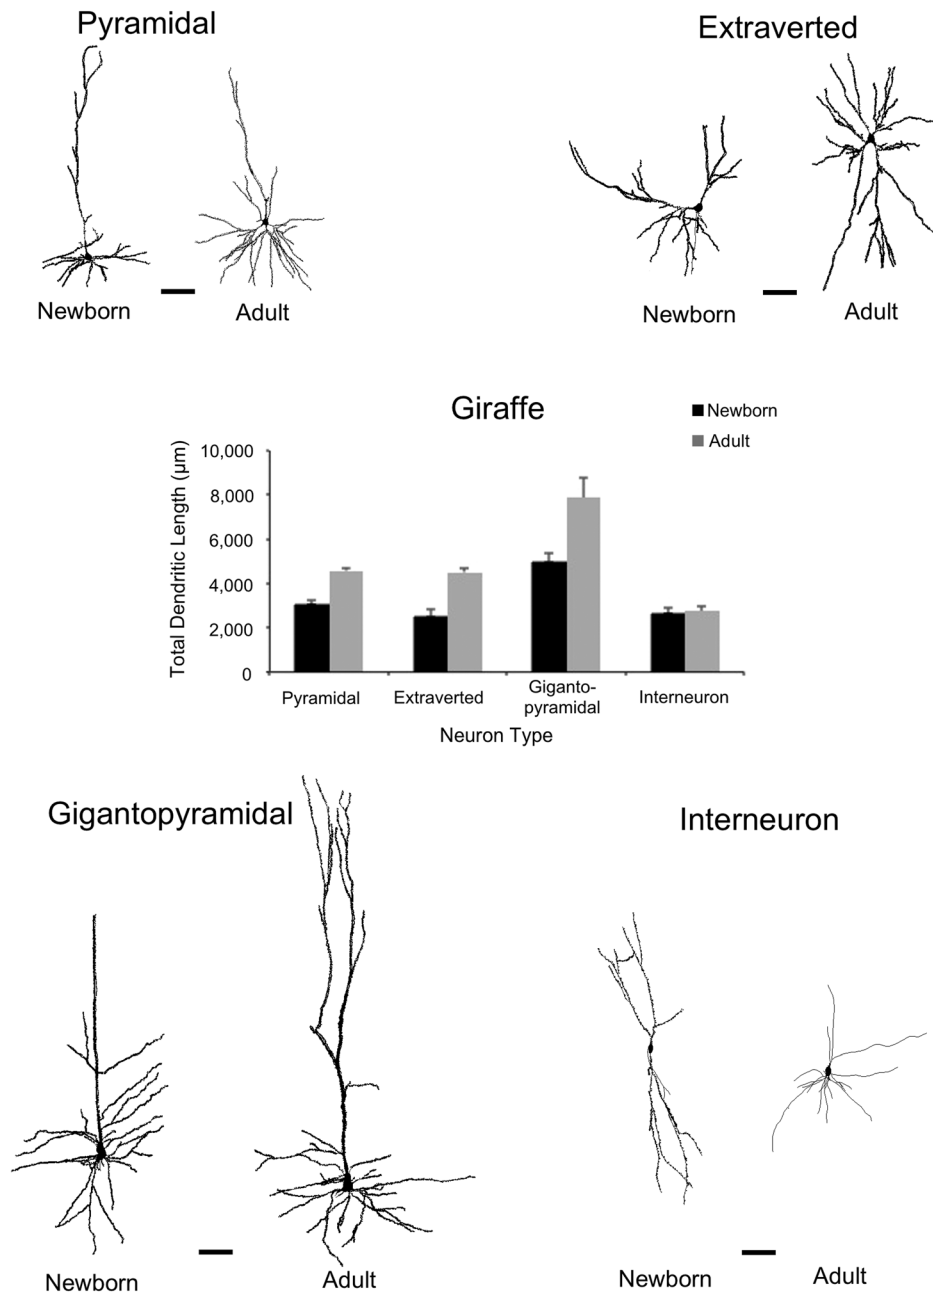 Pyramidal
Extraverted
Newborn
Adult
Newborn
Adult
Giraffe
Newborn
Adult
Total Dendritic Length (µm)
10,000
8,000
6,000
4,000
2,000
0
Pyramidal
Extraverted
Giganto-
pyramidal
Interneuron
Neuron Type
Gigantopyramidal
Interneuron
Newborn
Adult
Newborn
Adult